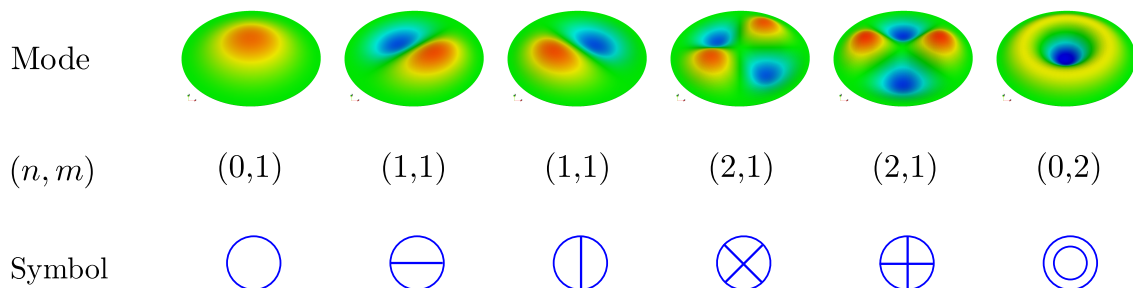 Mode
(n, m) (0,1) (1,1) (1,1) (2,1) (2,1) (0,2)
Symbol